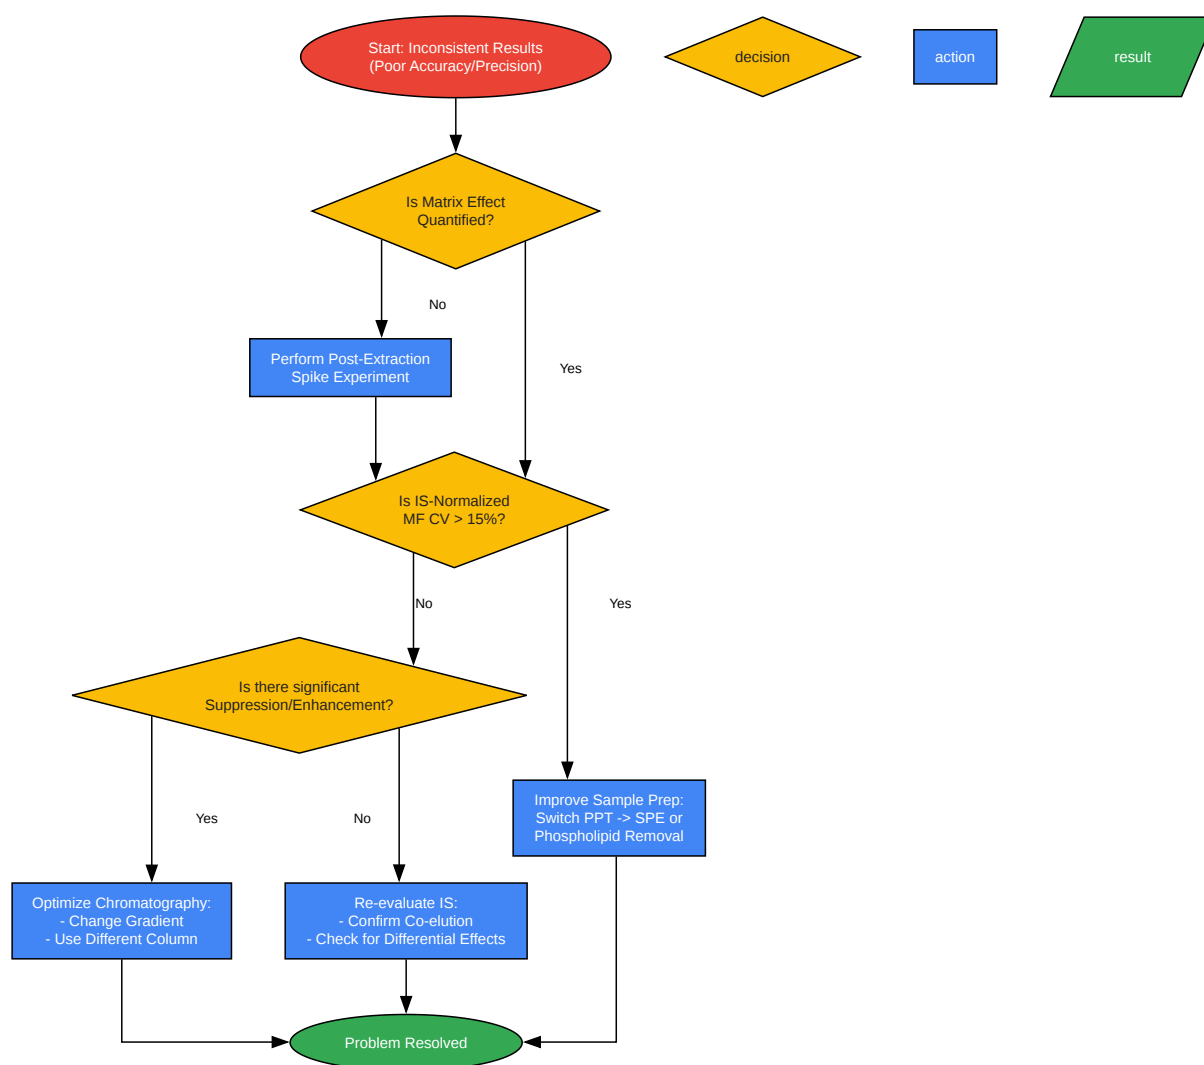 Start: Inconsistent Results
(Poor Accuracy/Precision)
decision
action
result
Is Matrix Effect
Quantified?
No
Yes
Perform Post-Extraction
Spike Experiment
Is IS-Normalized
MF CV > 15%?
No
Yes
Is there significant
Suppression/Enhancement?
Yes
No
Improve Sample Prep:
Switch PPT -> SPE or
Phospholipid Removal
Optimize Chromatography:
- Change Gradient
- Use Different Column
Re-evaluate IS:
- Confirm Co-elution
- Check for Differential Effects
Problem Resolved